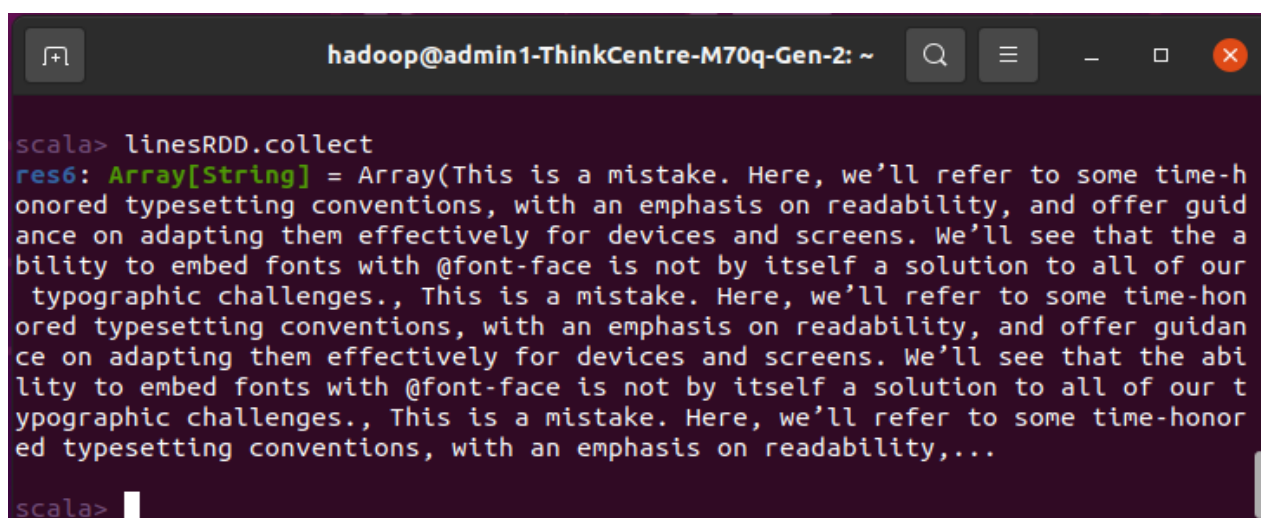 hadoop@admin1-ThinkCentre-M70q-Gen-2: ~
scala> linesRDD.collect
res6: Array[String] = Array(This is a mistake. Here, we’ll refer to some time-h
onored typesetting conventions, with an emphasis on readability, and offer guid
ance on adapting them effectively for devices and screens. We’ll see that the a
bility to embed fonts with @font-face is not by itself a solution to all of our
 typographic challenges., This is a mistake. Here, we’ll refer to some time-hon
ored typesetting conventions, with an emphasis on readability, and offer guidan
ce on adapting them effectively for devices and screens. We’ll see that the abi
lity to embed fonts with @font-face is not by itself a solution to all of our t
ypographic challenges., This is a mistake. Here, we’ll refer to some time-honor
ed typesetting conventions, with an emphasis on readability,...
scala>